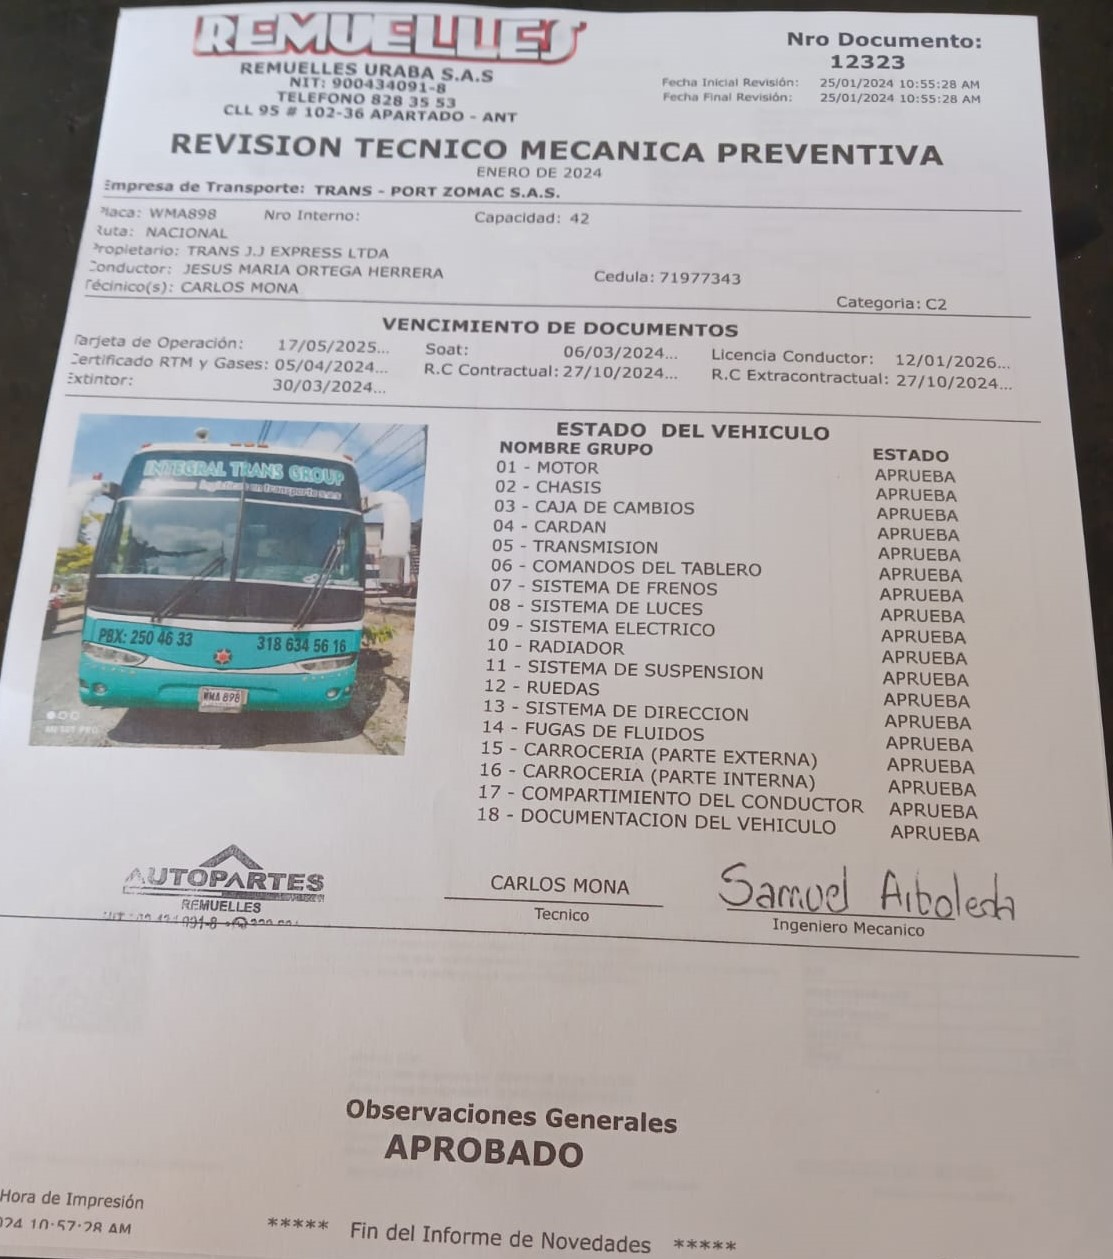 REMUELLES
REMUELLES URABA S.A.S
NIT: 900434091-8
TELEFONO 828 35 53
CLL 95 # 102-36 APARTADO - ANT
Nro Documento:
12323
Fecha Inicial Revisión: 25/01/2024 10:55:28 AM
Fecha Final Revisión: 25/01/2024 10:55:28 AM
REVISION TECNICO MECANICA PREVENTIVA
ENERO DE 2024
Empresa de Transporte: TRANS - PORT ZOMAC S.A.S.
Placa: WMA898 Nro Interno: Capacidad: 42
Ruta: NACIONAL
Propietario: TRANS J.J EXPRESS LTDA
Conductor: JESUS MARIA ORTEGA HERRERA Cedula: 71977343
Técinico(s): CARLOS MONA
Categoria: C2
VENCIMIENTO DE DOCUMENTOS
Tarjeta de Operación: 17/05/2025... Soat: 06/03/2024... Licencia Conductor: 12/01/2026...
Certificado RTM y Gases: 05/04/2024... R.C Contractual: 27/10/2024... R.C Extracontractual: 27/10/2024...
Extintor: 30/03/2024...
INTEGRAL TRANS GROUP
en transporte
PBX: 250 46 33 318 634 56 16
WMA 898
ESTADO DEL VEHICULO
NOMBRE GRUPO ESTADO
01 - MOTOR APRUEBA
02 - CHASIS APRUEBA
03 - CAJA DE CAMBIOS APRUEBA
04 - CARDAN APRUEBA
05 - TRANSMISION APRUEBA
06 - COMANDOS DEL TABLERO APRUEBA
07 - SISTEMA DE FRENOS APRUEBA
08 - SISTEMA DE LUCES APRUEBA
09 - SISTEMA ELECTRICO APRUEBA
10 - RADIADOR APRUEBA
11 - SISTEMA DE SUSPENSION APRUEBA
12 - RUEDAS APRUEBA
13 - SISTEMA DE DIRECCION APRUEBA
14 - FUGAS DE FLUIDOS APRUEBA
15 - CARROCERIA (PARTE EXTERNA) APRUEBA
16 - CARROCERIA (PARTE INTERNA) APRUEBA
17 - COMPARTIMIENTO DEL CONDUCTOR APRUEBA
18 - DOCUMENTACION DEL VEHICULO APRUEBA
AUTOPARTES
REMUELLES
CARLOS MONA
Tecnico
Samuel Arboleda
Ingeniero Mecanico
Observaciones Generales
APROBADO
Hora de Impresión
024 10:57:28 AM
***** Fin del Informe de Novedades *****